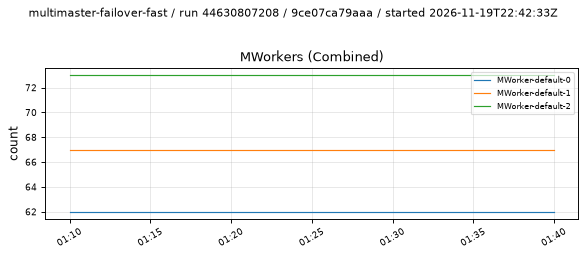 multimaster-failover-fast / run 44630807208 / 9ce07ca79aaa / started 2026-11-19T22:42:33Z
MWorkers (Combined)
MWorker-default-0
MWorker-default-1
MWorker-default-2
count
72
70
68
66
64
62
01:10
01:15
01:20
01:25
01:30
01:35
01:40